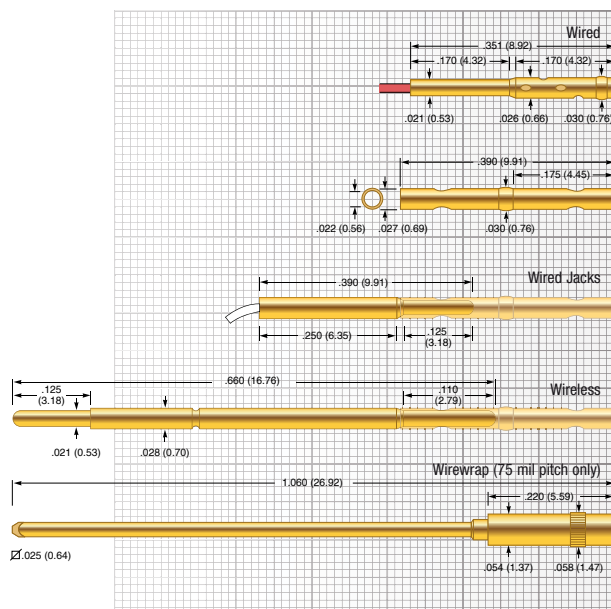 Wired
.351 (8.92)
.170 (4.32) .170 (4.32)
.021 (0.53) .026 (0.66) .030 (0.76)
.390 (9.91)
.175 (4.45)
.022 (0.56) .027 (0.69) .030 (0.76)
Wired Jacks
.390 (9.91)
.250 (6.35) .125
(3.18)
Wireless
.660 (16.76)
.125
(3.18)
.110
(2.79)
.021 (0.53) .028 (0.70)
Wirewrap (75 mil pitch only)
1.060 (26.92)
.220 (5.59)
.025 (0.64)
.054 (1.37) .058 (1.47)